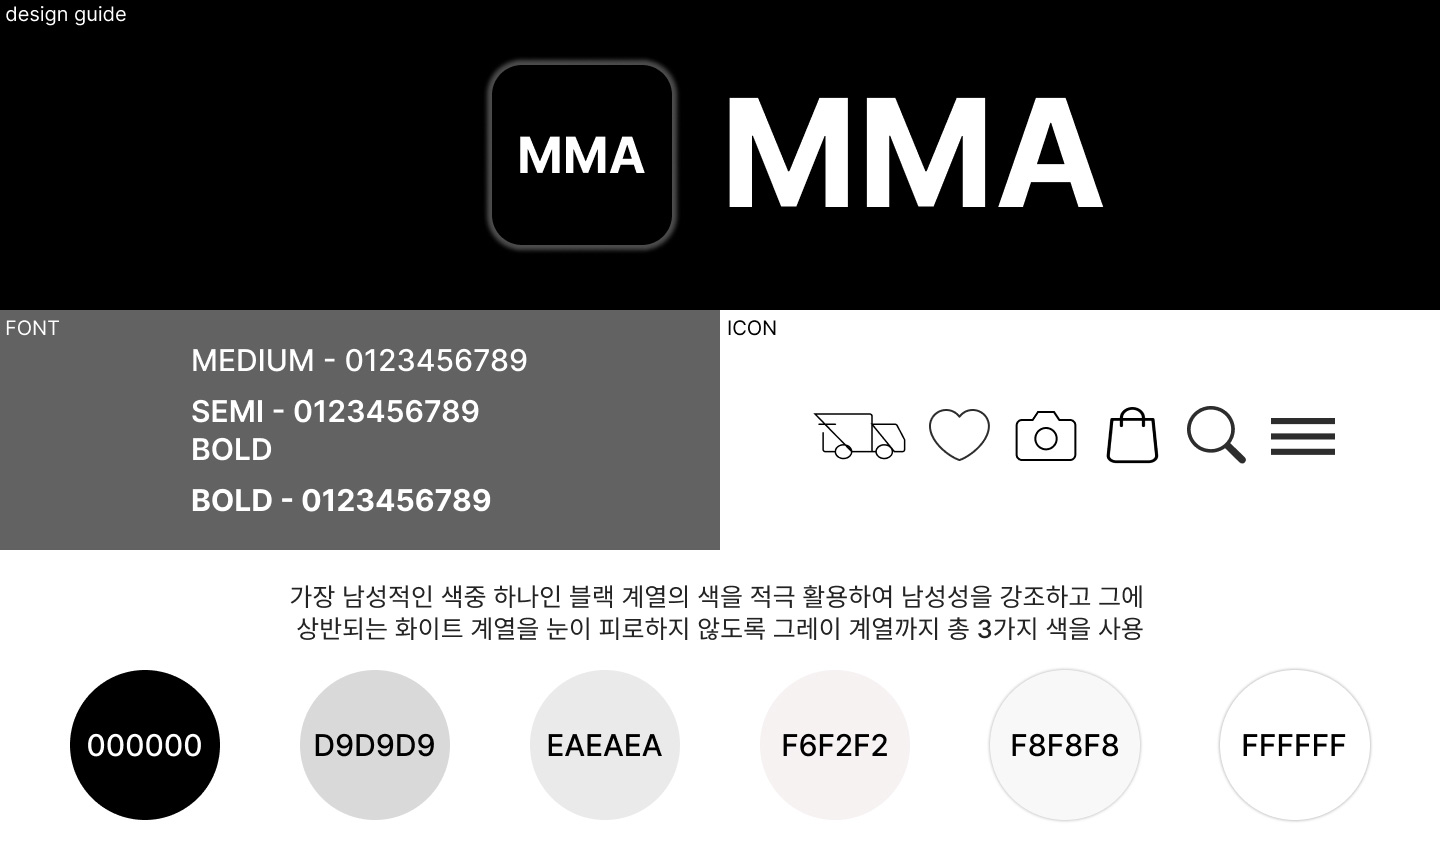 design guide
MMA
MMA
FONT
MEDIUM - 0123456789
SEMI - 0123456789
BOLD
BOLD - 0123456789
ICON
가장 남성적인 색중 하나인 블랙 계열의 색을 적극 활용하여 남성성을 강조하고 그에
상반되는 화이트 계열을 눈이 피로하지 않도록 그레이 계열까지 총 3가지 색을 사용
000000
D9D9D9
EAEAEA
F6F2F2
F8F8F8
FFFFFF